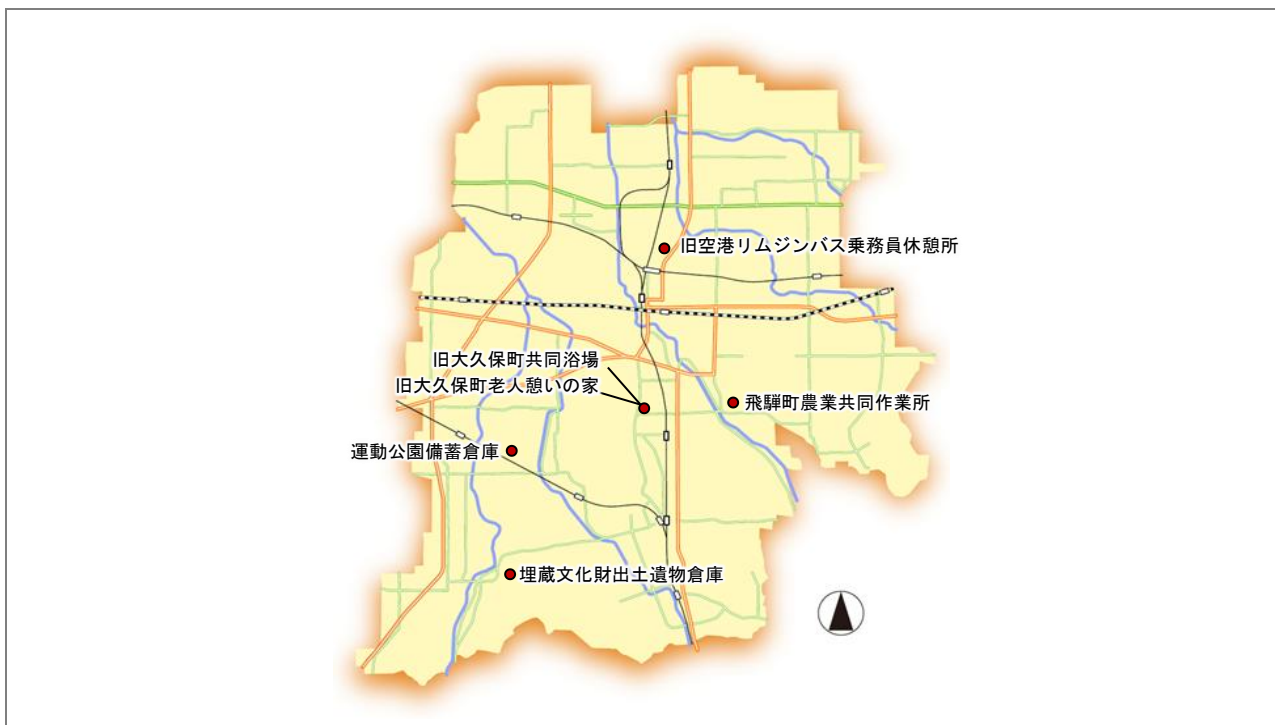 旧空港リムジンバス乗務員休憩所
旧大久保町共同浴場
旧大久保町老人憩いの家
飛騨町農業共同作業所
運動公園備蓄倉庫
埋蔵文化財出土遺物倉庫